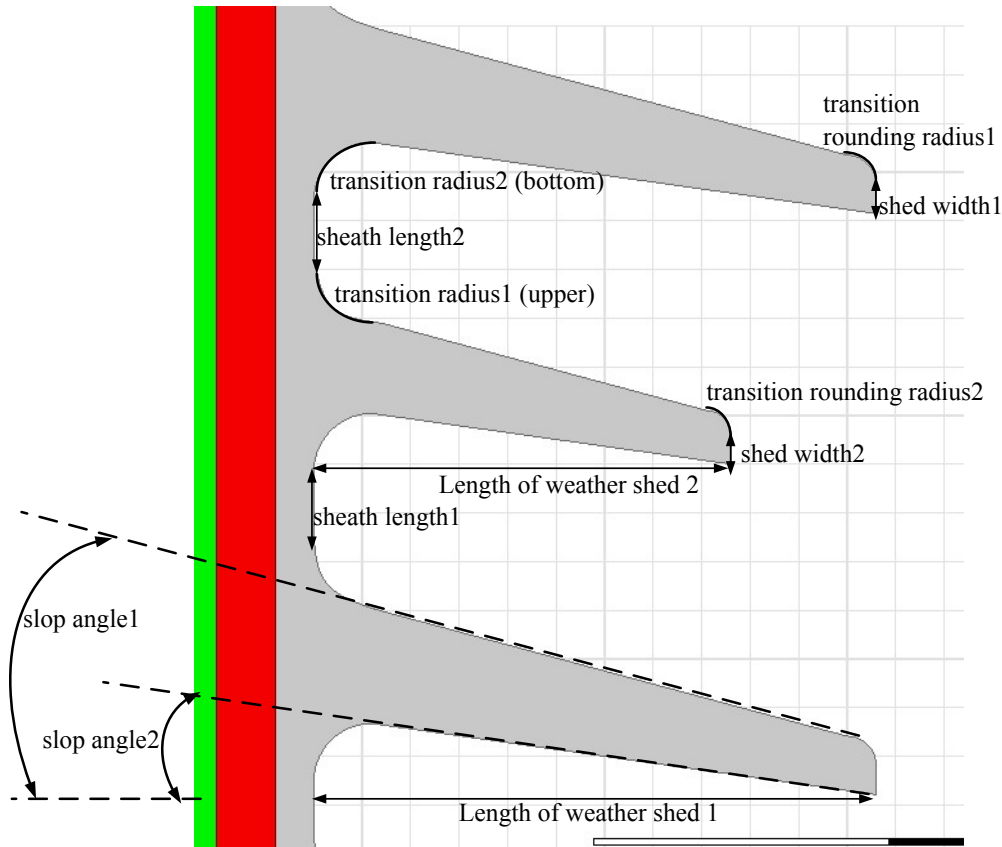 transition
rounding radius1
transition radius2 (bottom)
shed width1
sheath length2
transition radius1 (upper)
transition rounding radius2
shed width2
Length of weather shed 2
sheath length1
slop angle1
slop angle2
Length of weather shed 1